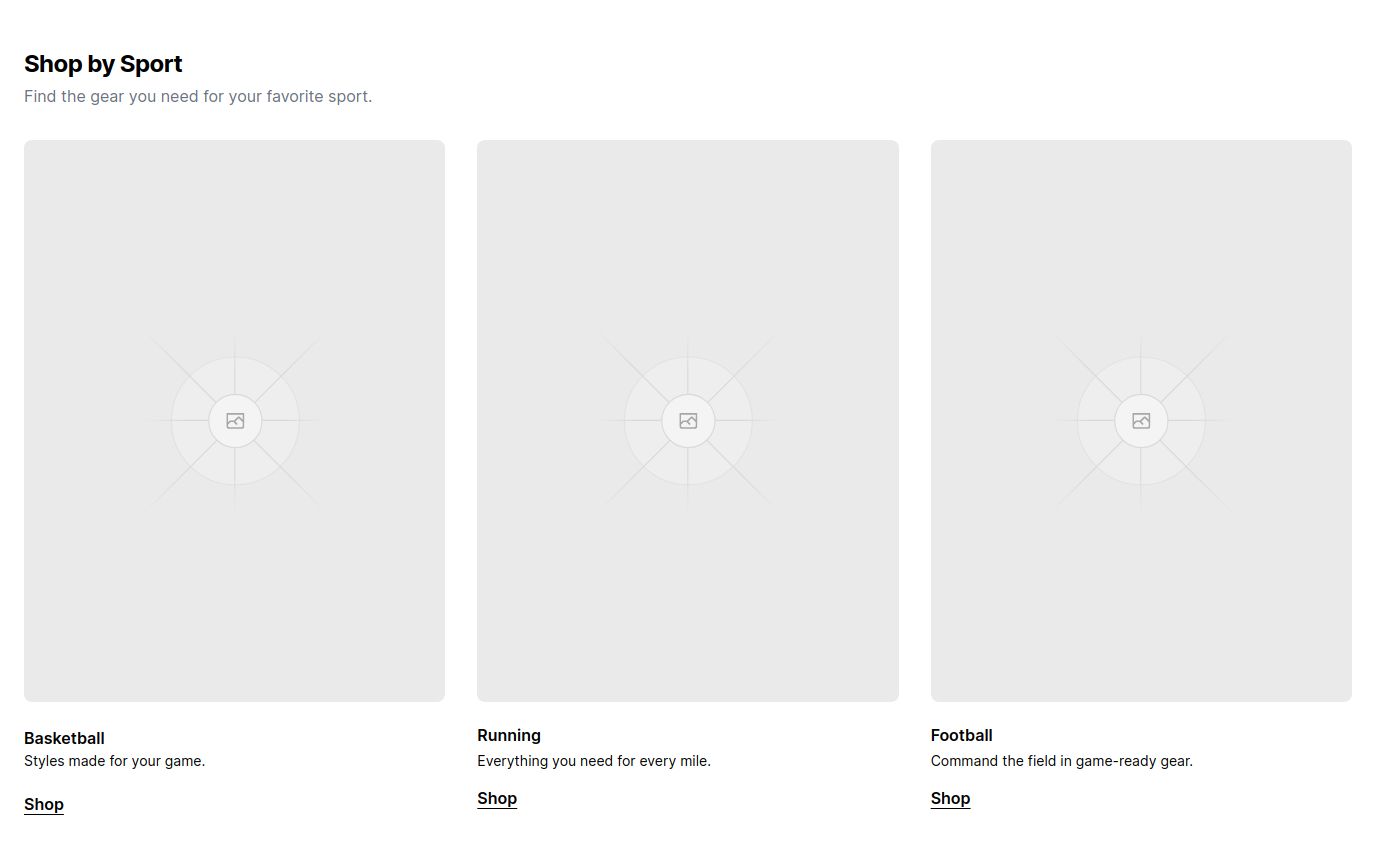 Shop by Sport
Find the gear you need for your favorite sport.
Basketball
Styles made for your game.
Shop
Running
Everything you need for every mile.
Shop
Football
Command the field in game-ready gear.
Shop